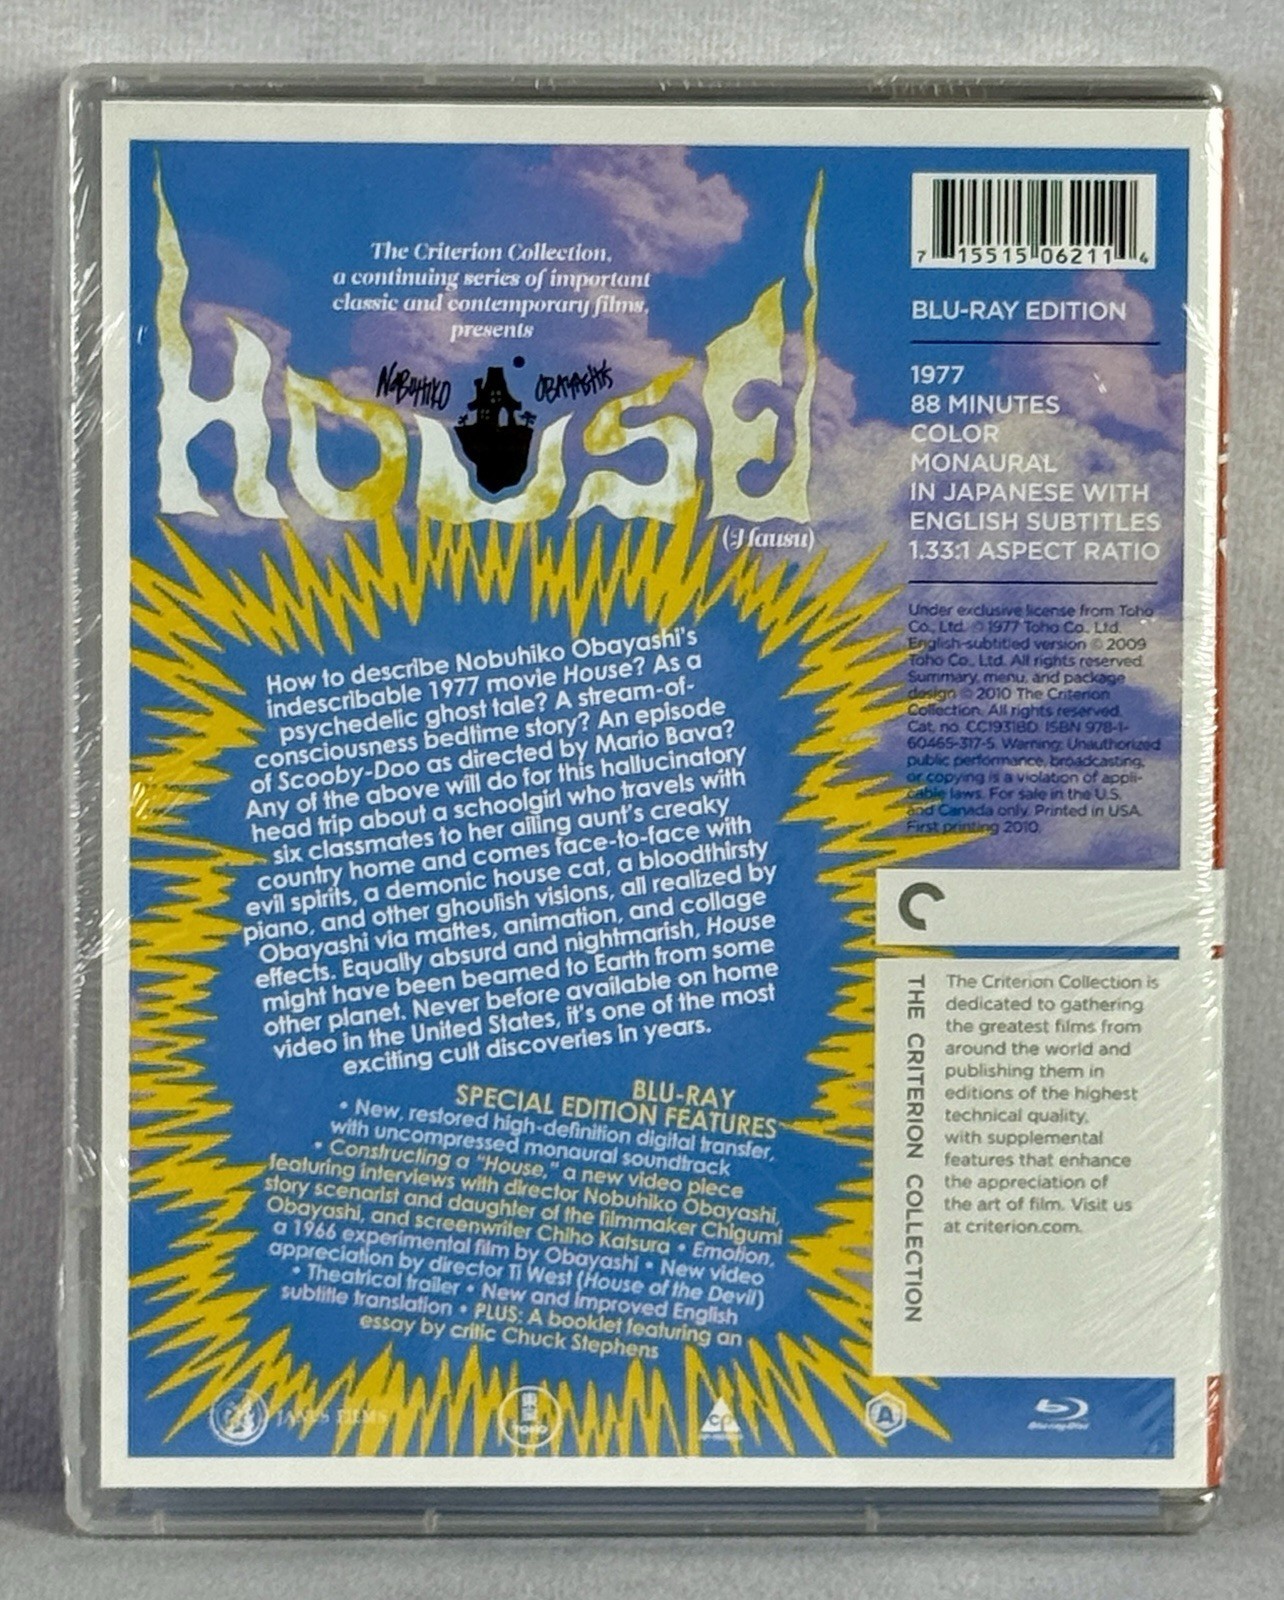 The Criterion Collection,
a continuing series of important
classic and contemporary films,
presents
NOBUHIKO OBAYASHI'S
HOUSE
(Hausu)
How to describe Nobuhiko Obayashi's
indescribable 1977 movie House? As a
psychedelic ghost tale? A stream-of-
consciousness bedtime story? An episode
of Scooby-Doo as directed by Mario Bava?
Any of the above will do for this hallucinatory
head trip about a schoolgirl who travels with
six classmates to her ailing aunt's creaky
country home and comes face-to-face with
evil spirits, a demonic house cat, a bloodthirsty
piano, and other ghoulish visions, all realized by
Obayashi via mattes, animation, and collage
effects. Equally absurd and nightmarish, House
might have been beamed to Earth from some
other planet. Never before available on home
video in the United States, it's one of the most
exciting cult discoveries in years.
BLU-RAY
SPECIAL EDITION FEATURES
• New, restored high-definition digital transfer,
with uncompressed monaural soundtrack
• Constructing a "House," a new video piece
featuring interviews with director Nobuhiko Obayashi,
story scenarist and daughter of the filmmaker Chigumi
Obayashi, and screenwriter Chiho Katsura • Emotion,
a 1966 experimental film by Obayashi • New video
appreciation by director Ti West (House of the Devil)
• Theatrical trailer • New and improved English
subtitle translation • PLUS: A booklet featuring an
essay by critic Chuck Stephens
JANUS FILMS
東宝
TOHO
A
Blu-ray Disc
7 15515 06211 4
BLU-RAY EDITION
1977
88 MINUTES
COLOR
MONAURAL
IN JAPANESE WITH
ENGLISH SUBTITLES
1.33:1 ASPECT RATIO
Under exclusive license from Toho
Co., Ltd. © 1977 Toho Co., Ltd.
English-subtitled version © 2009
Toho Co., Ltd. All rights reserved.
Summary, menu, and package
design © 2010 The Criterion
Collection. All rights reserved.
Cat. no. CC1931BD. ISBN 978-1-
60465-317-5. Warning: Unauthorized
public performance, broadcasting,
or copying is a violation of appli-
cable laws. For sale in the U.S.
and Canada only. Printed in USA.
First printing 2010.
THE CRITERION COLLECTION
The Criterion Collection is
dedicated to gathering
the greatest films from
around the world and
publishing them in
editions of the highest
technical quality,
with supplemental
features that enhance
the appreciation of
the art of film. Visit us
at criterion.com.